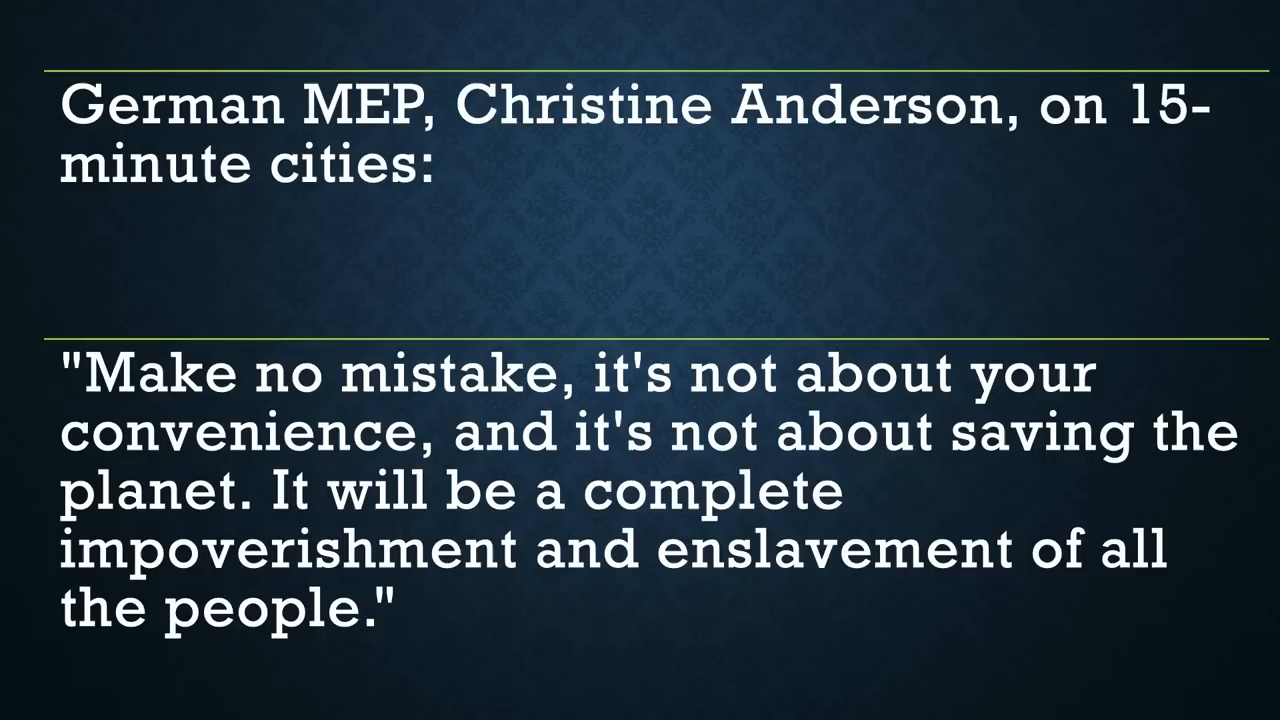 German MEP, Christine Anderson, on 15-
minute cities:
"Make no mistake, it's not about your
convenience, and it's not about saving the
planet. It will be a complete
impoverishment and enslavement of all
the people."